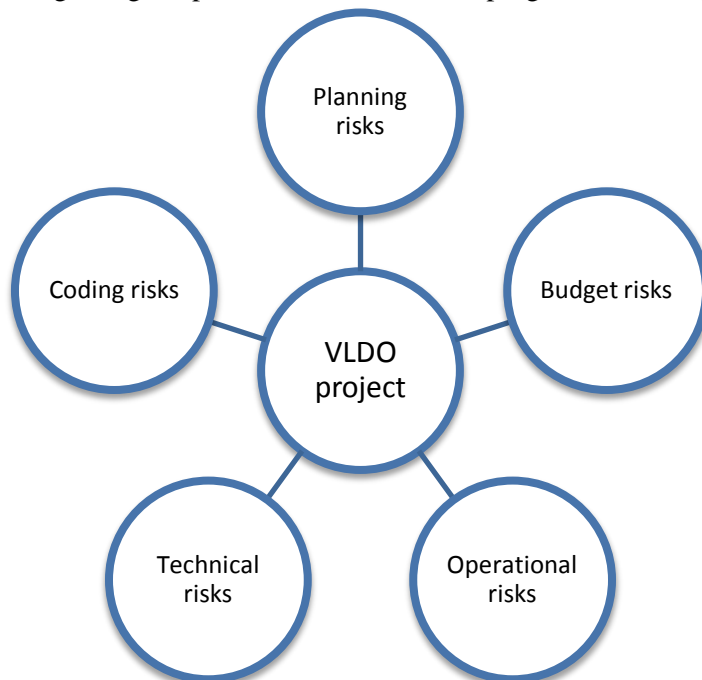 Planning
risks
Coding risks
Budget risks
VLDO
project
Technical
risks
Operational
risks